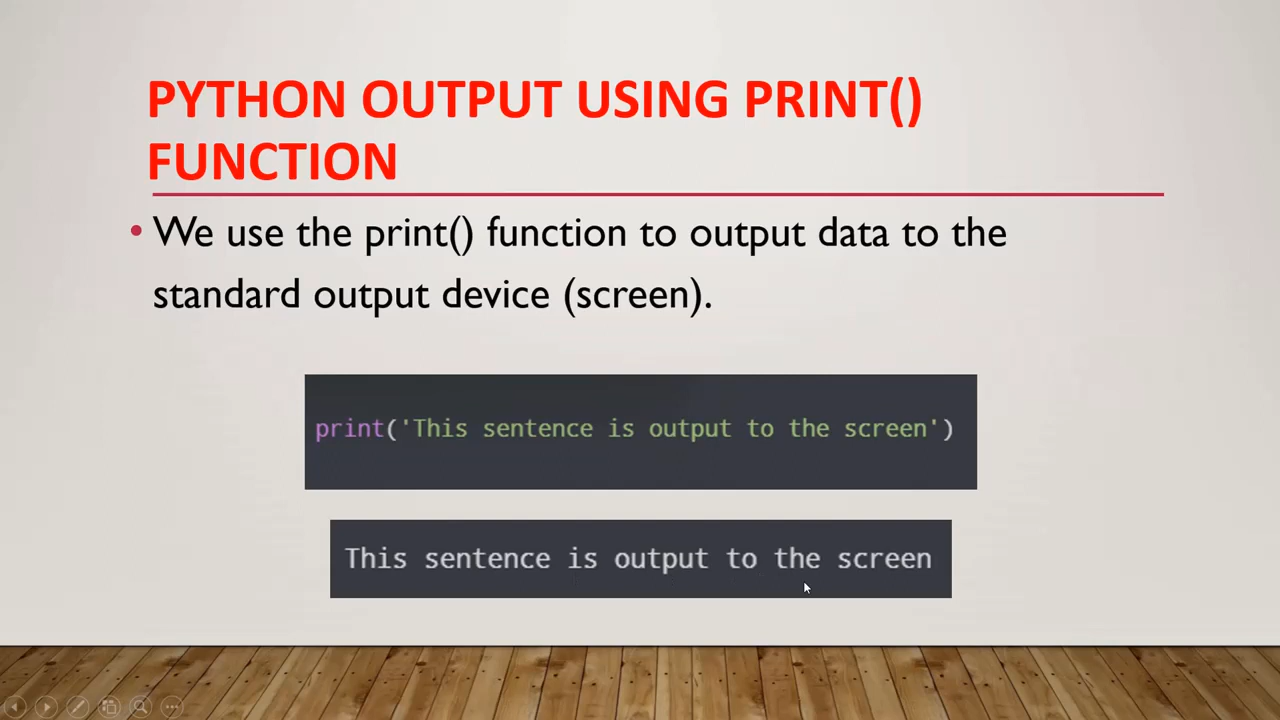 PYTHON OUTPUT USING PRINT()
FUNCTION
• We use the print() function to output data to the
standard output device (screen).
print('This sentence is output to the screen')
This sentence is output to the screen